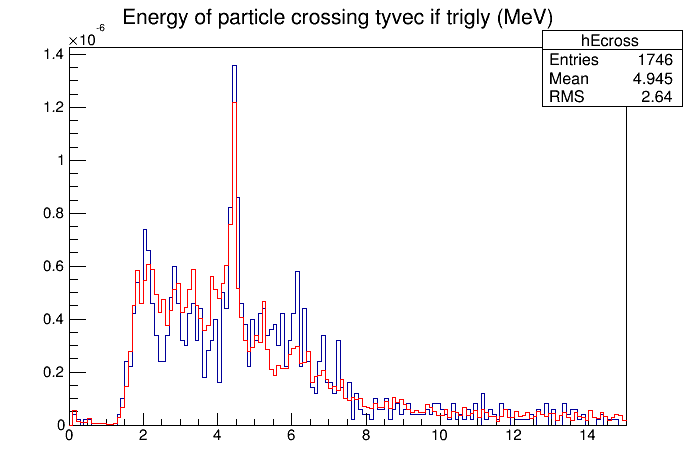 Energy of particle crossing tyvec if trigly (MeV)
×10^-6
hEcross
Entries 1746
Mean 4.945
RMS 2.64
1.4
1.2
1
0.8
0.6
0.4
0.2
0
0 2 4 6 8 10 12 14